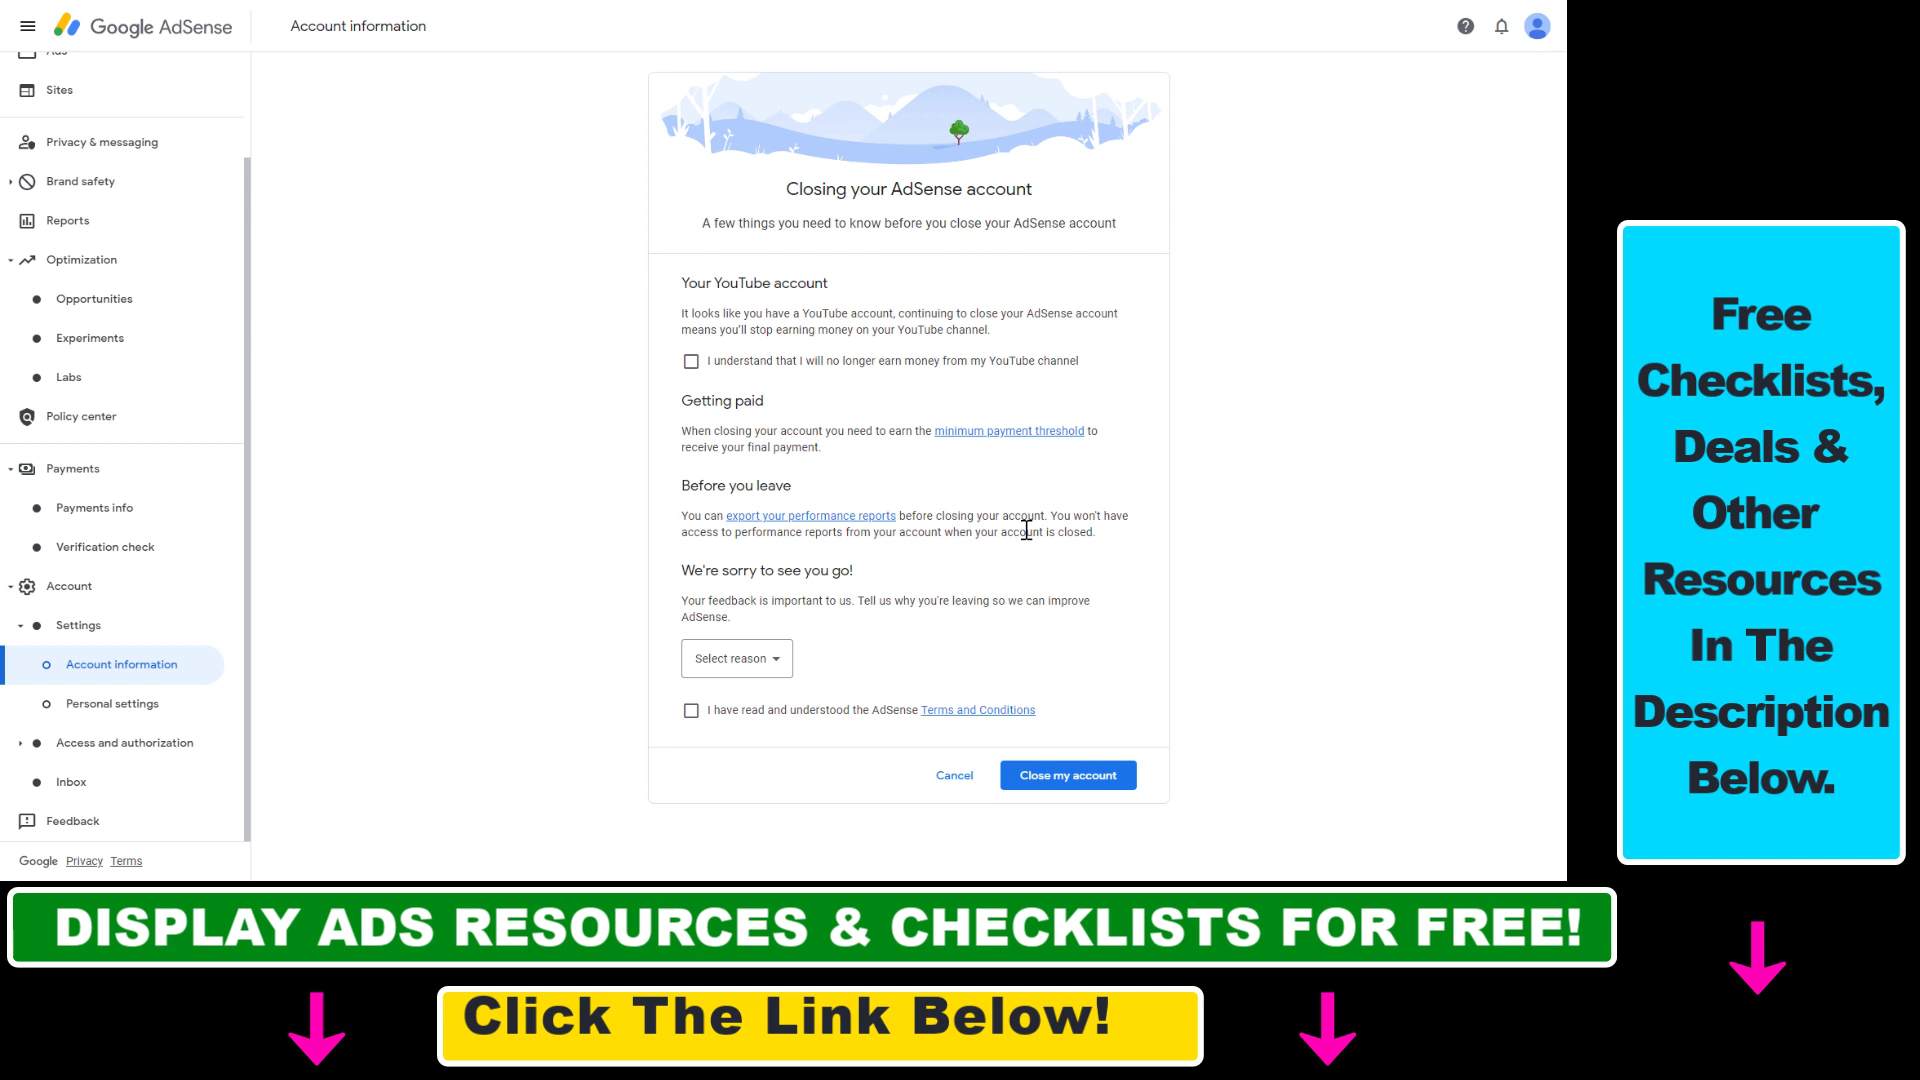 Google AdSense
Account information
Ads
Sites
Privacy & messaging
Brand safety
Reports
Optimization
Opportunities
Experiments
Labs
Policy center
Payments
Payments info
Verification check
Account
Settings
Account information
Personal settings
Access and authorization
Inbox
Feedback
Google Privacy Terms
Closing your AdSense account
A few things you need to know before you close your AdSense account
Your YouTube account
It looks like you have a YouTube account, continuing to close your AdSense account
means you'll stop earning money on your YouTube channel.
I understand that I will no longer earn money from my YouTube channel
Getting paid
When closing your account you need to earn the minimum payment threshold to
receive your final payment.
Before you leave
You can export your performance reports before closing your account. You won't have
access to performance reports from your account when your account is closed.
We're sorry to see you go!
Your feedback is important to us. Tell us why you're leaving so we can improve
AdSense.
Select reason
I have read and understood the AdSense Terms and Conditions
Cancel
Close my account
Free
Checklists,
Deals &
Other
Resources
In The
Description
Below.
DISPLAY ADS RESOURCES & CHECKLISTS FOR FREE!
Click The Link Below!